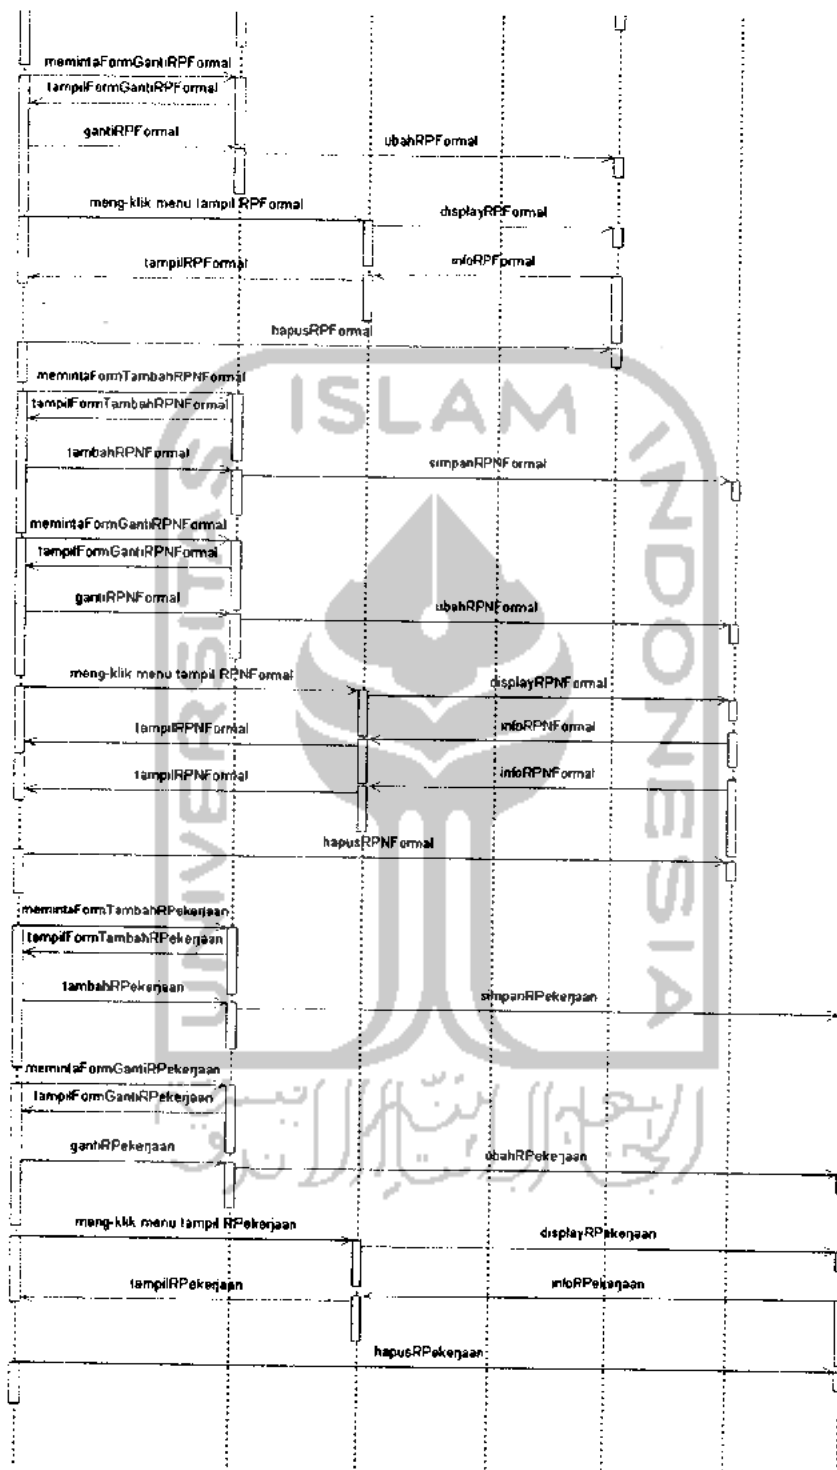 memintaFormGantiRPFormal
tampilFormGantiRPFormal
gantiRPFormal
ubahRPFormal
meng-klik menu tampil RPFormal
displayRPFormal
tampilRPFormal
infoRPFormal
hapusRPFormal
memintaFormTambahRPNFormal
tampilFormTambahRPNFormal
tambahRPNFormal
simpanRPNFormal
memintaFormGantiRPNFormal
tampilFormGantiRPNFormal
gantiRPNFormal
ubahRPNFormal
meng-klik menu tampil RPNFormal
displayRPNFormal
tampilRPNFormal
infoRPNFormal
tampilRPNFormal
infoRPNFormal
hapusRPNFormal
memintaFormTambahRPekerjaan
tampilFormTambahRPekerjaan
tambahRPekerjaan
simpanRPekerjaan
memintaFormGantiRPekerjaan
tampilFormGantiRPekerjaan
gantiRPekerjaan
ubahRPekerjaan
meng-klik menu tampil RPekerjaan
displayRPekerjaan
tampilRPekerjaan
infoRPekerjaan
hapusRPekerjaan
UNIVERSITAS
ISLAM
INDONESIA